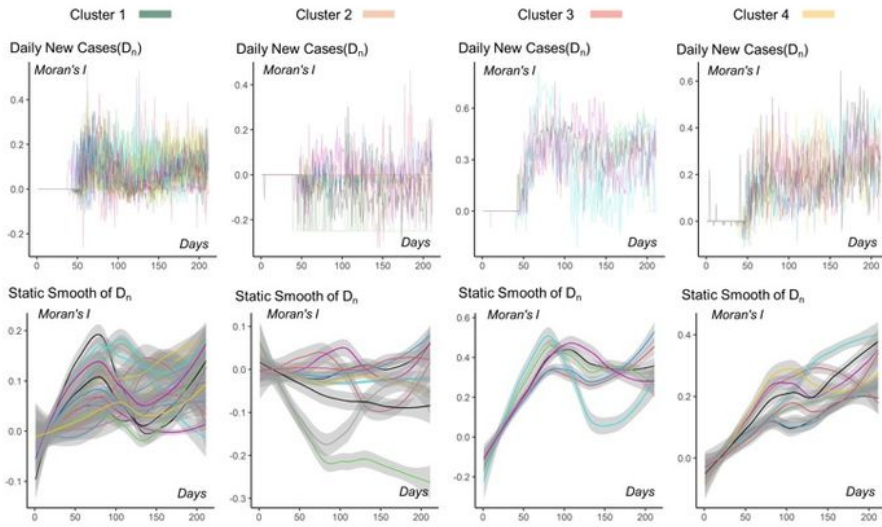 Cluster 1
Cluster 2
Cluster 3
Cluster 4
Daily New Cases(Dn)
Moran's I
0.4
0.2
0.0
-0.2
Days
0 50 100 150 200
Daily New Cases(Dn)
Moran's I
0.4
0.2
0.0
-0.2
Days
0 50 100 150 200
Daily New Cases(Dn)
Moran's I
0.6
0.3
0.0
Days
0 50 100 150 200
Daily New Cases(Dn)
Moran's I
0.6
0.4
0.2
0.0
Days
0 50 100 150 200
Static Smooth of Dn
Moran's I
0.2
0.1
0.0
-0.1
Days
0 50 100 150 200
Static Smooth of Dn
Moran's I
0.1
0.0
-0.1
-0.2
-0.3
Days
0 50 100 150 200
Static Smooth of Dn
Moran's I
0.6
0.4
0.2
0.0
-0.2
Days
0 50 100 150 200
Static Smooth of Dn
Moran's I
0.4
0.2
0.0
Days
0 50 100 150 200